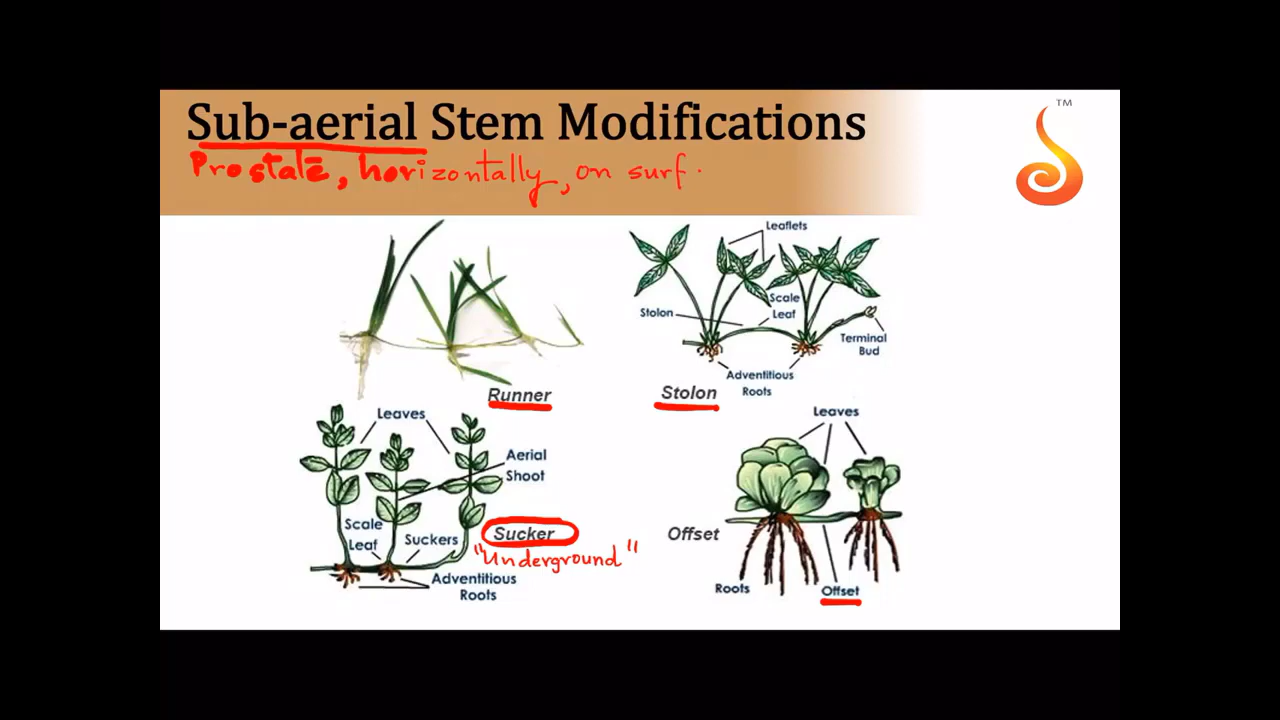 TM
Sub-aerial Stem Modifications
Prostate, horizontally, on surf.
Leaflets
Scale
Leaf
Stolon
Terminal
Bud
Adventitious
Roots
Runner
Stolon
Leaves
Aerial
Shoot
Scale
Leaf
Suckers
Sucker
"Underground"
Adventitious
Roots
Leaves
Offset
Roots
Offset